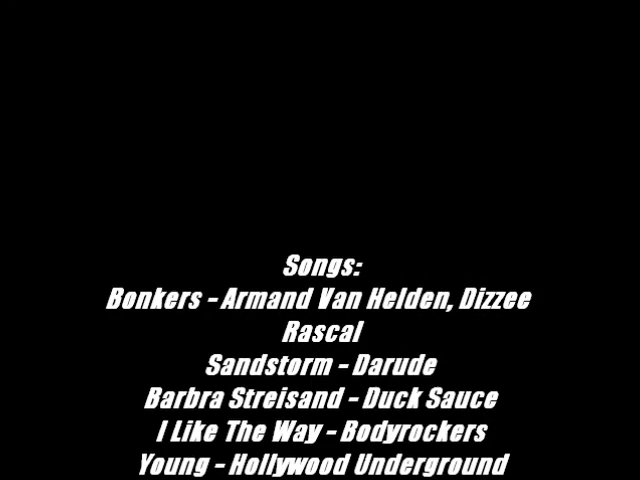 Songs:
Bonkers - Armand Van Helden, Dizzee
Rascal
Sandstorm - Darude
Barbra Streisand - Duck Sauce
I Like The Way - Bodyrockers
Young - Hollywood Underground